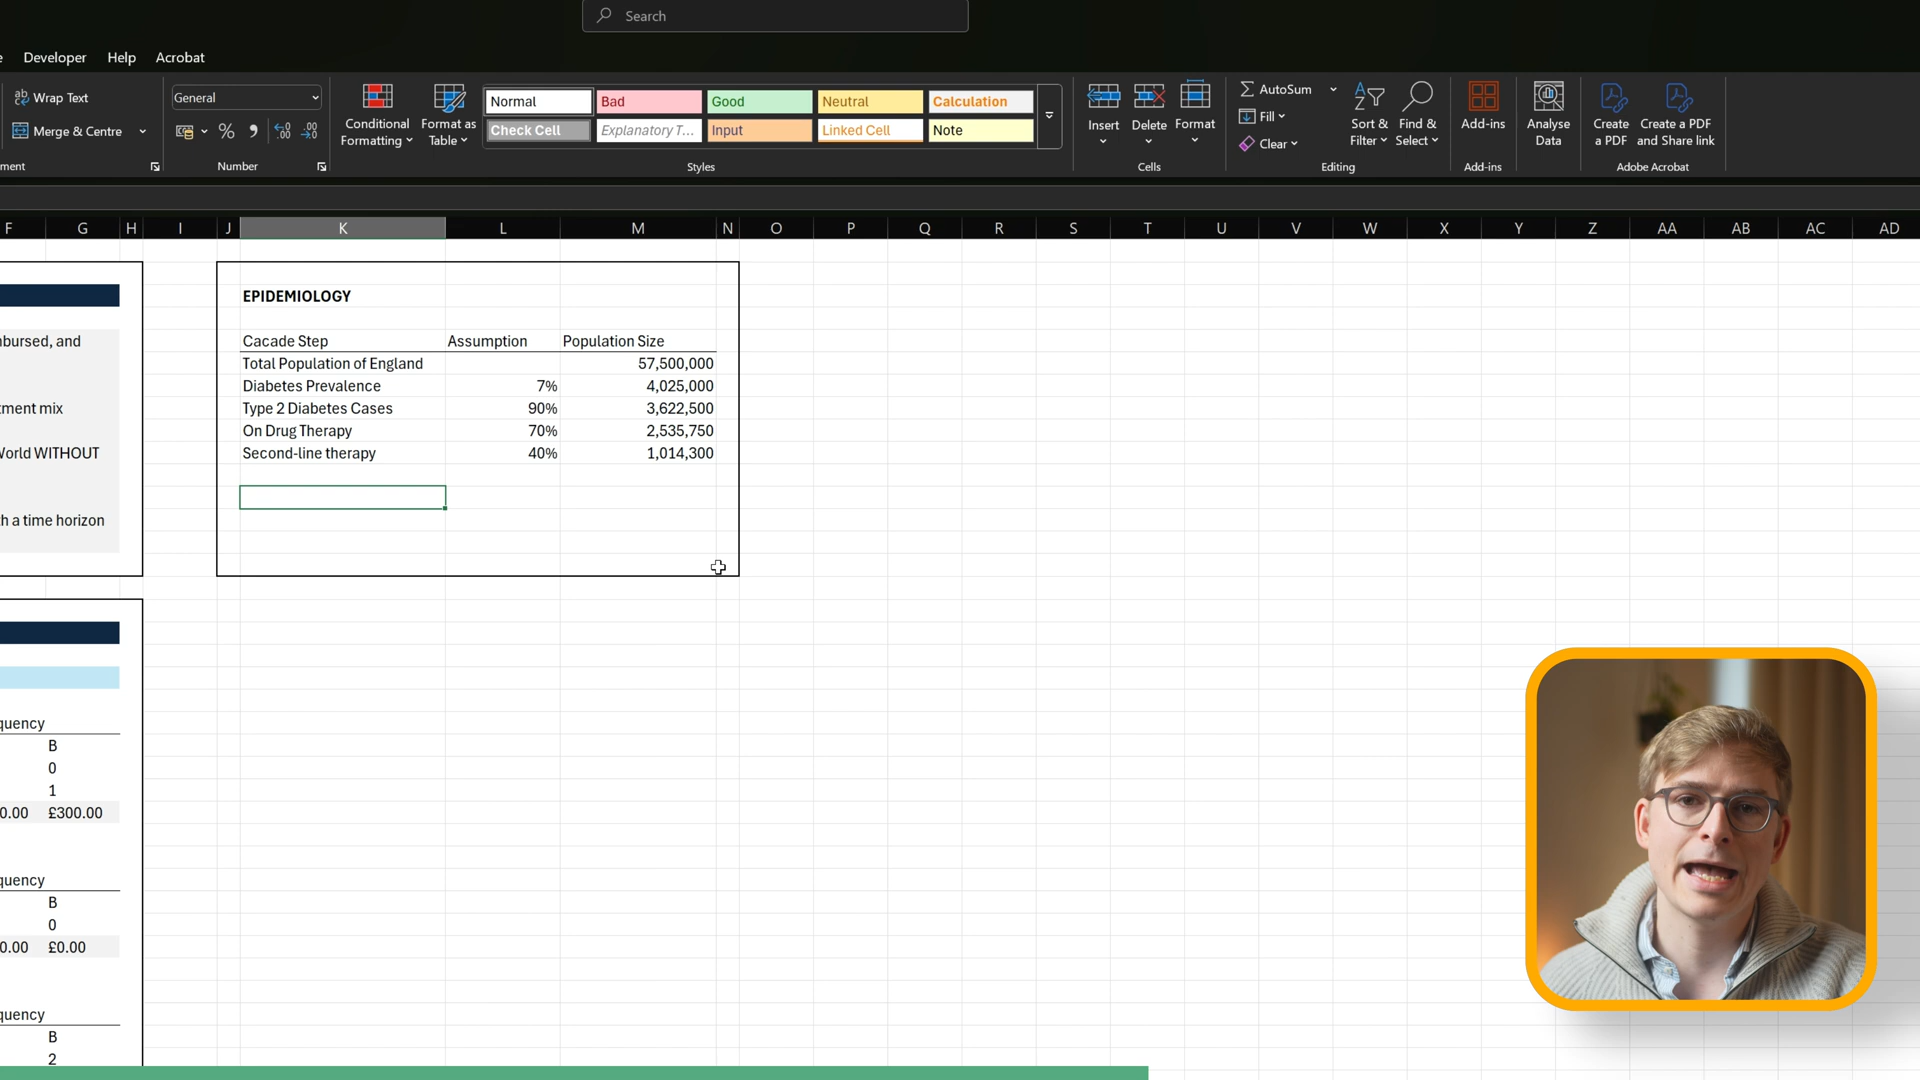 Search
Developer Help Acrobat
Wrap Text
General
Merge & Centre
Number
Conditional Formatting
Format as Table
Normal Bad Good Neutral Calculation
Check Cell Explanatory T... Input Linked Cell Note
Styles
Insert Delete Format
Cells
AutoSum
Fill
Clear
Sort & Filter
Find & Select
Editing
Add-ins
Add-ins
Analyse Data
Create a PDF
Create a PDF and Share link
Adobe Acrobat
F G H I J K L M N O P Q R S T U V W X Y Z AA AB AC AD
EPIDEMIOLOGY
Cacade Step Assumption Population Size
Total Population of England 57,500,000
Diabetes Prevalence 7% 4,025,000
Type 2 Diabetes Cases 90% 3,622,500
On Drug Therapy 70% 2,535,750
Second-line therapy 40% 1,014,300
nbursed, and
tment mix
World WITHOUT
th a time horizon
quency
B
0
1
0.00 £300.00
quency
B
0
0.00 £0.00
quency
B
2